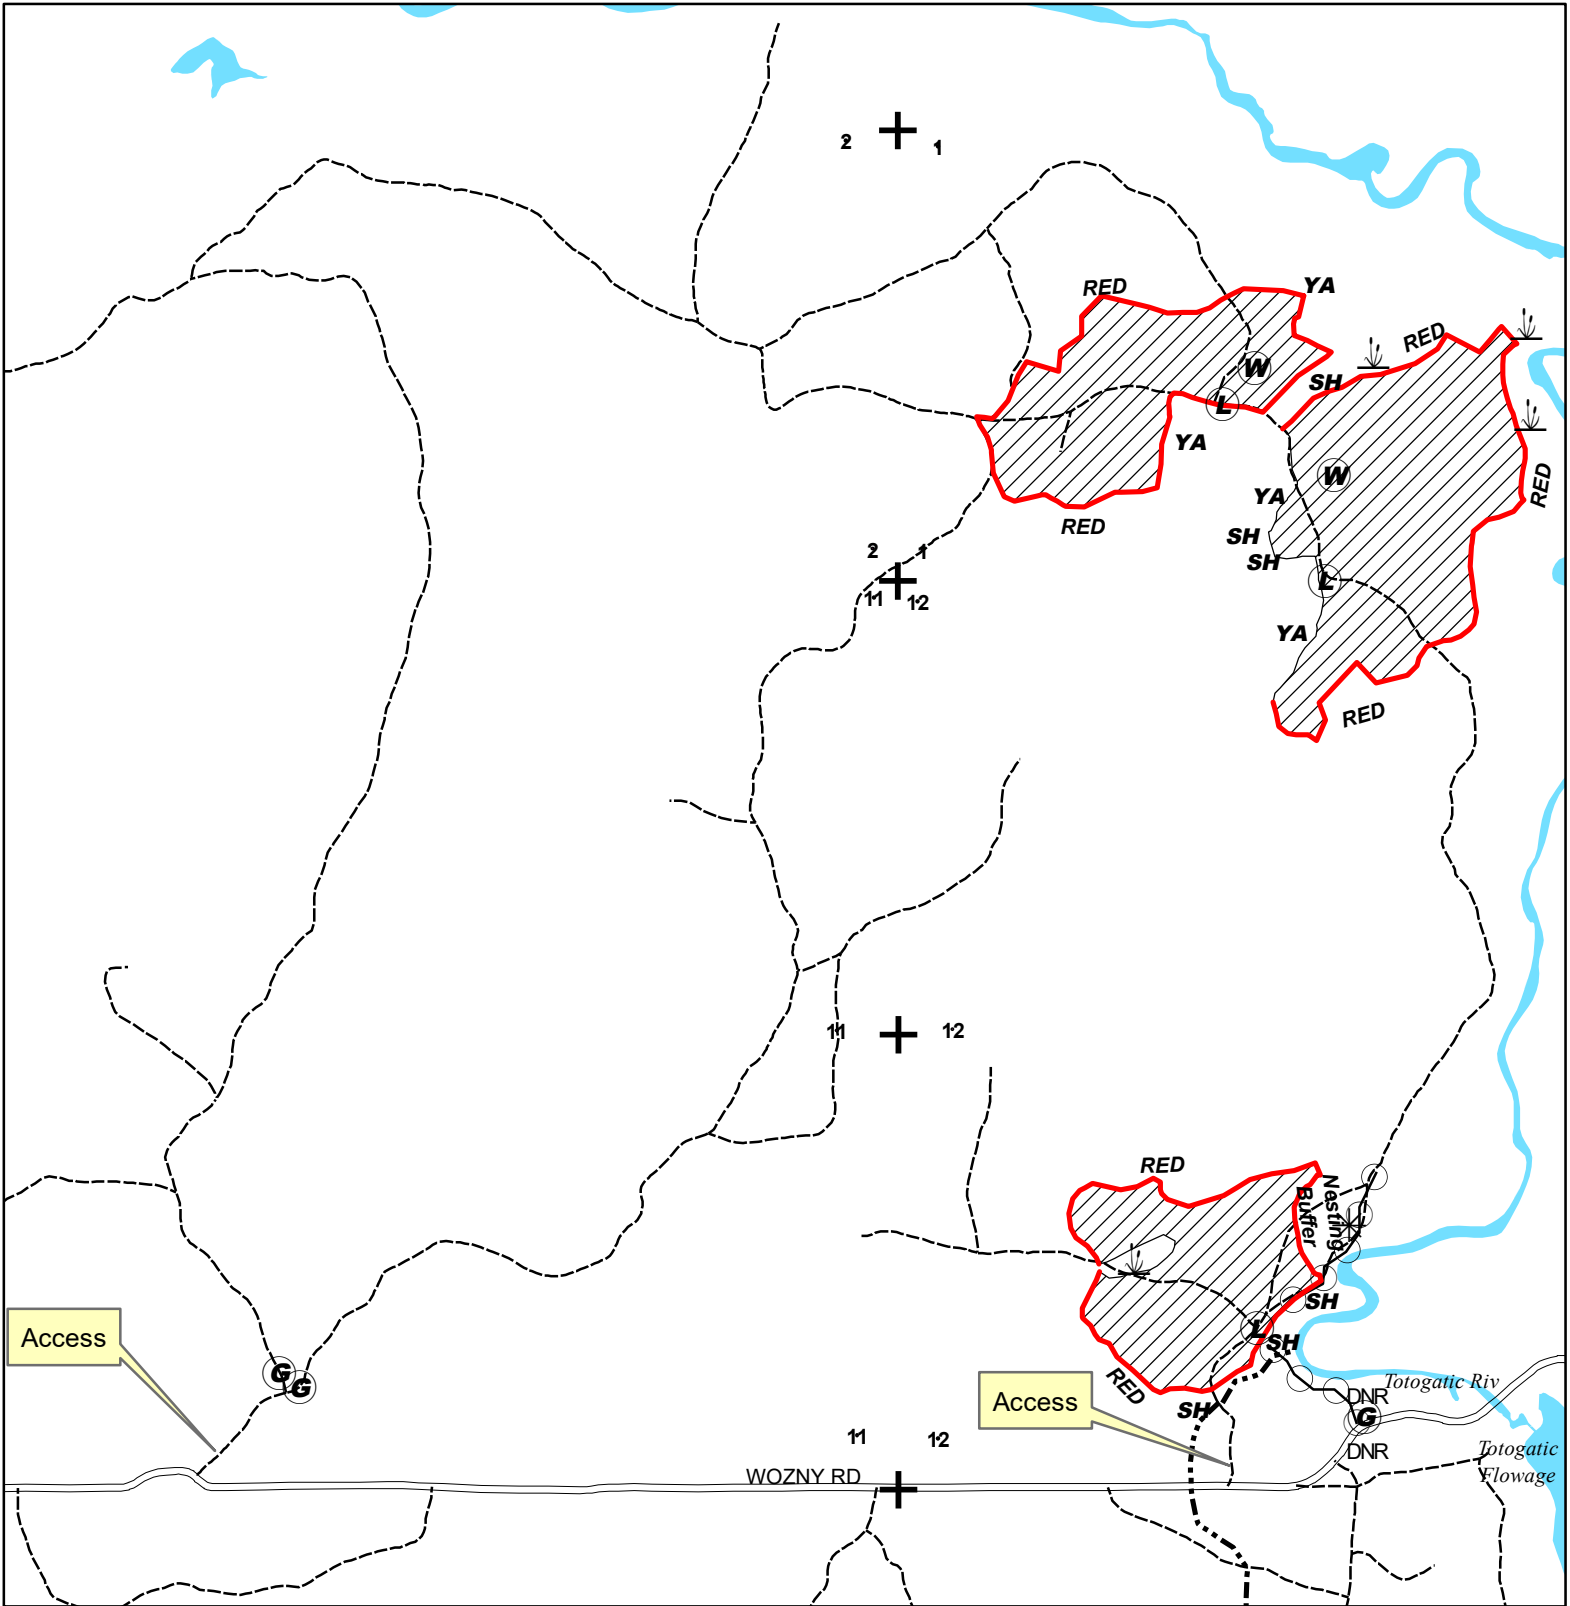 2 1
RED
YA
RED
SH
W
L
YA
W
RED
YA
RED
SH
2 1
SH
11 12
L
YA
RED
11 12
RED
Nesting
Buffer
SH
Access
L
SH
G
G
RED
Access
SH
Totogatic Riv
DNR
G
11 12
DNR
Totogatic
Flowage
WOZNY RD